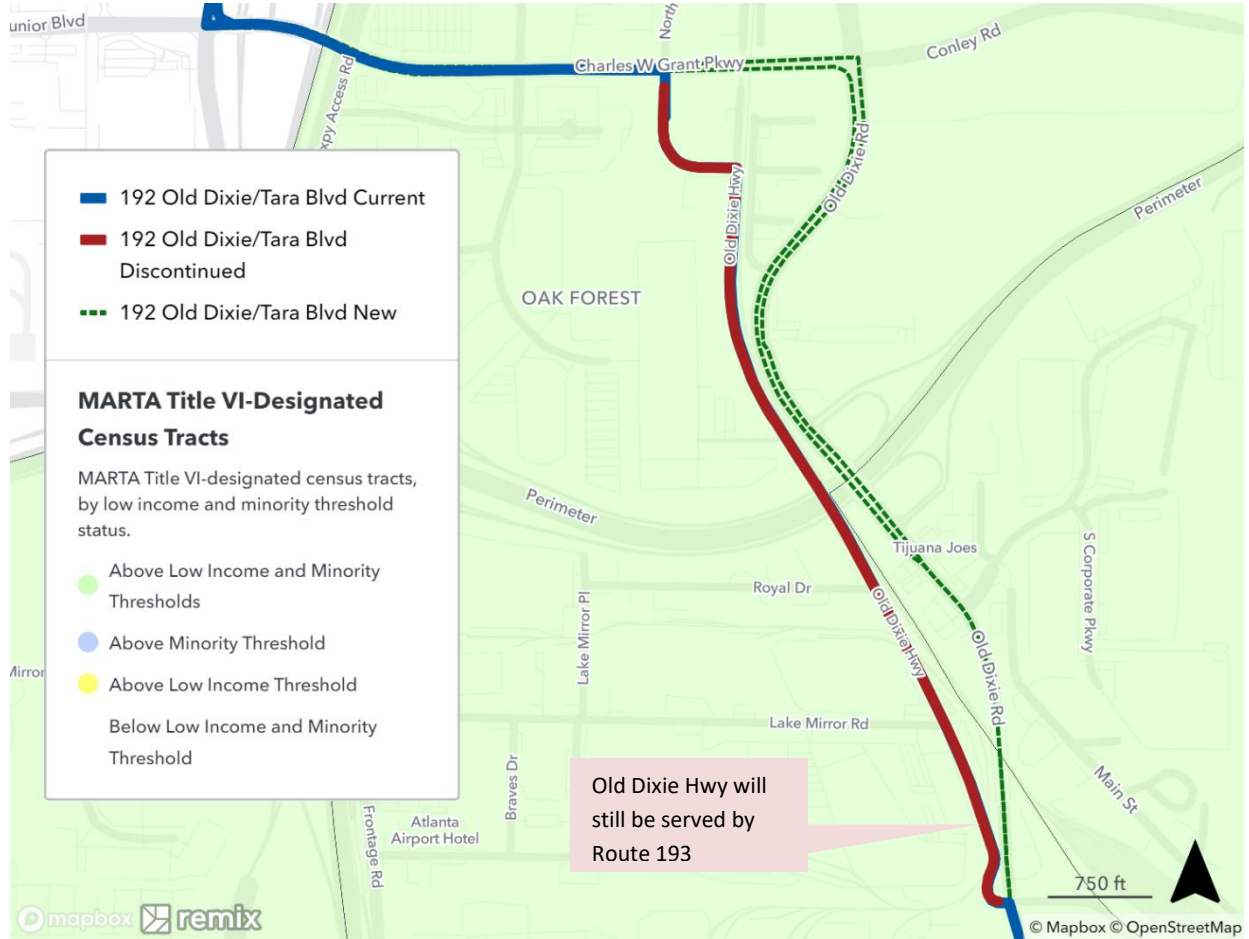 unior Blvd
North
Conley Rd
Charles W Grant Pkwy
xpy Access Rd
Old Dixie Rd
Old Dixie Hwy
Perimeter
192 Old Dixie/Tara Blvd Current
192 Old Dixie/Tara Blvd
Discontinued
192 Old Dixie/Tara Blvd New
OAK FOREST
MARTA Title VI-Designated
Census Tracts
MARTA Title VI-designated census tracts,
by low income and minority threshold
status.
Above Low Income and Minority
Thresholds
Above Minority Threshold
Above Low Income Threshold
Below Low Income and Minority
Threshold
Perimeter
Tijuana Joes
S Corporate Pkwy
Royal Dr
Lake Mirror Pl
Old Dixie Hwy
Old Dixie Rd
Mirror
Lake Mirror Rd
Main St
Braves Dr
Frontage Rd
Atlanta
Airport Hotel
Old Dixie Hwy will
still be served by
Route 193
750 ft
mapbox remix
© Mapbox © OpenStreetMap